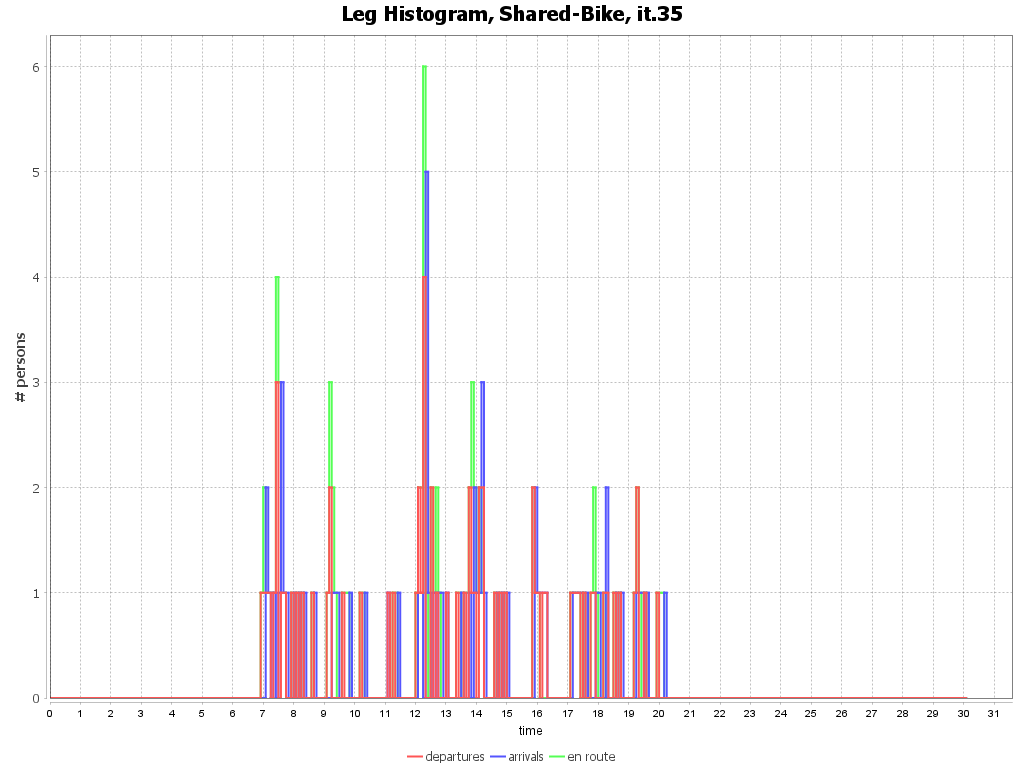 Leg Histogram, Shared-Bike, it.35
# persons
6
5
4
3
2
1
0
0 1 2 3 4 5 6 7 8 9 10 11 12 13 14 15 16 17 18 19 20 21 22 23 24 25 26 27 28 29 30 31
time
departures arrivals en route